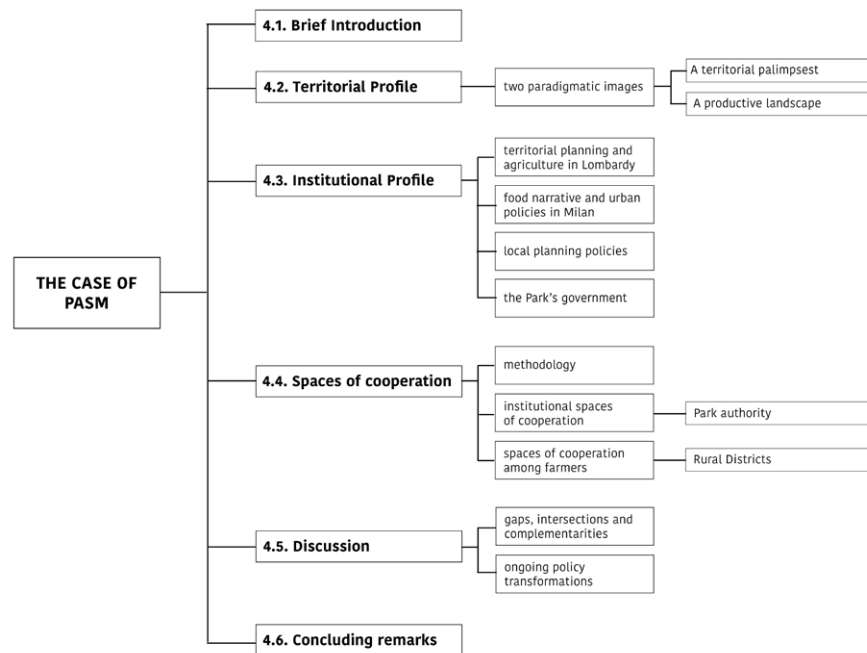 THE CASE OF
PASM
4.1. Brief Introduction
4.2. Territorial Profile
two paradigmatic images
A territorial palimpsest
A productive landscape
4.3. Institutional Profile
territorial planning and
agriculture in Lombardy
food narrative and urban
policies in Milan
local planning policies
the Park's government
4.4. Spaces of cooperation
methodology
institutional spaces
of cooperation
Park authority
spaces of cooperation
among farmers
Rural Districts
4.5. Discussion
gaps, intersections and
complementarities
ongoing policy
transformations
4.6. Concluding remarks